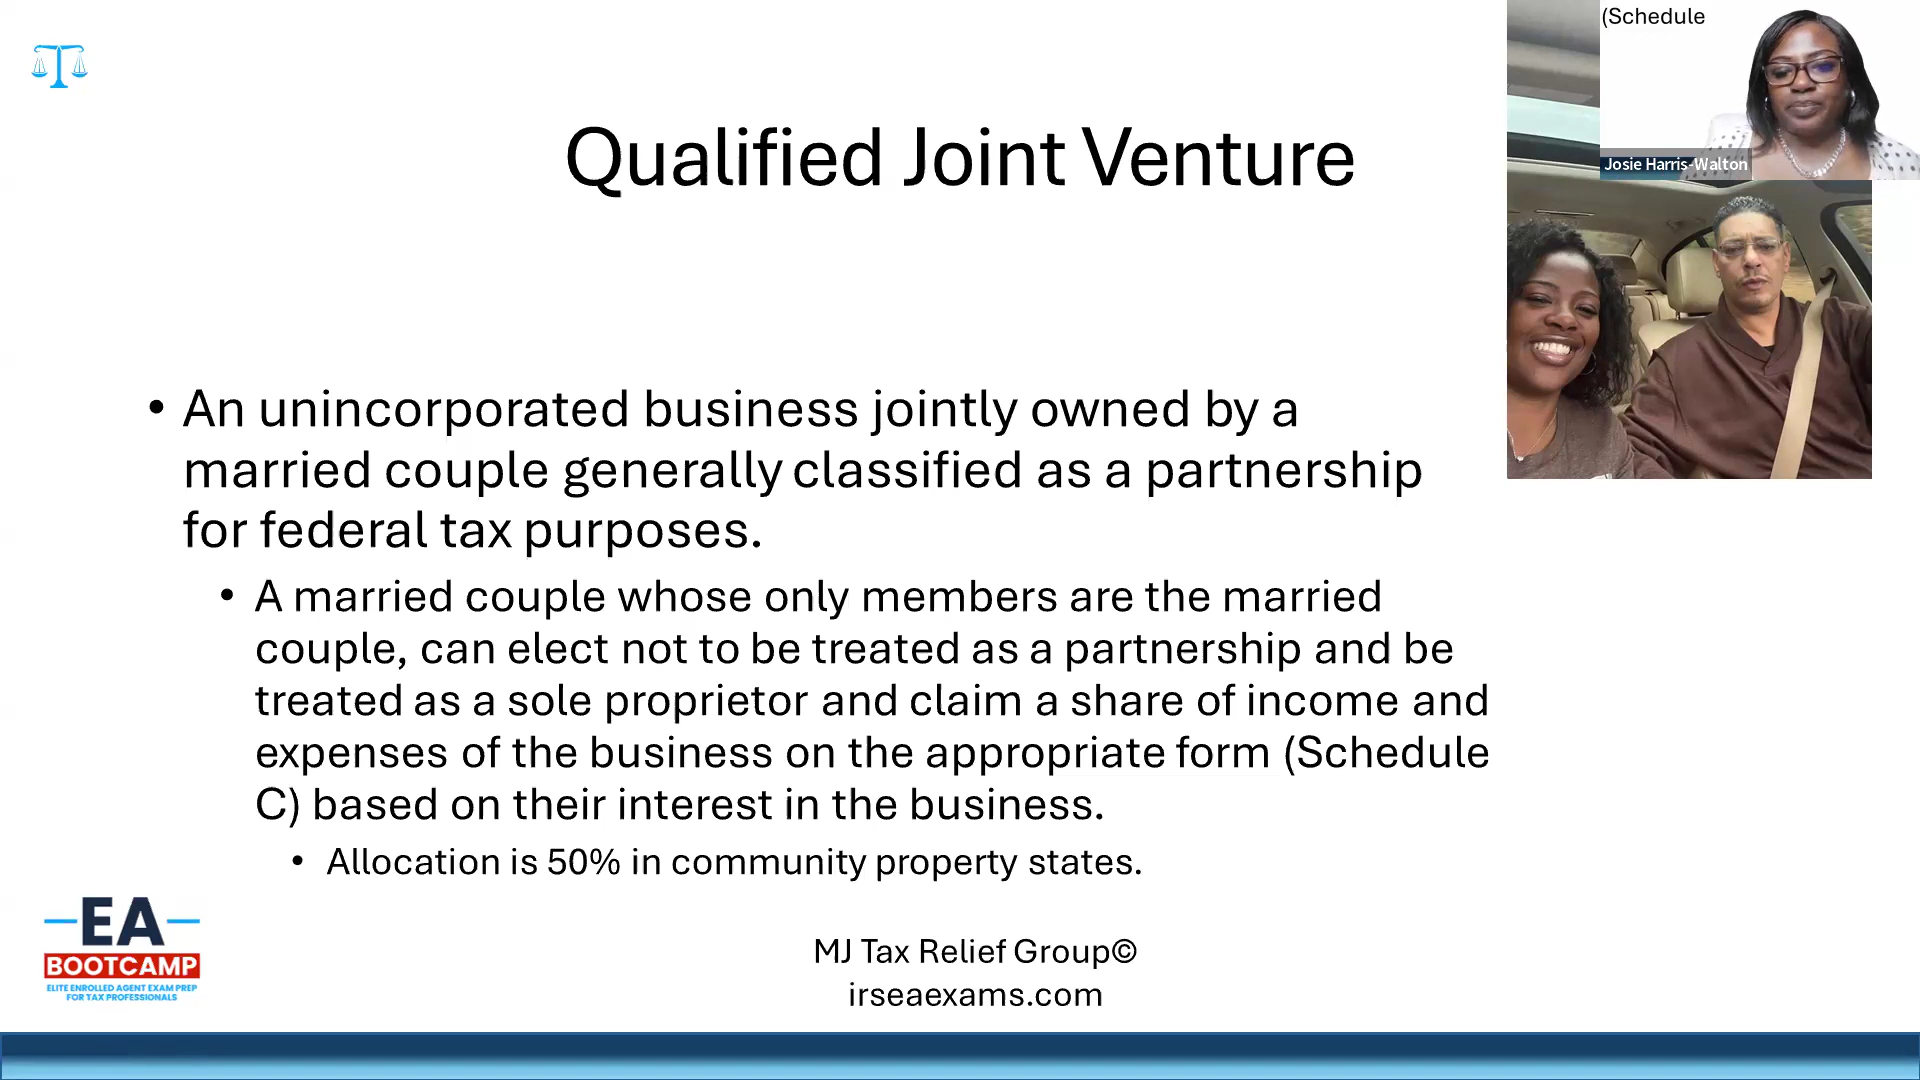 (Schedule
Josie Harris-Walton
Qualified Joint Venture
• An unincorporated business jointly owned by a
married couple generally classified as a partnership
for federal tax purposes.
• A married couple whose only members are the married
couple, can elect not to be treated as a partnership and be
treated as a sole proprietor and claim a share of income and
expenses of the business on the appropriate form (Schedule
C) based on their interest in the business.
• Allocation is 50% in community property states.
EA
BOOTCAMP
ELITE ENROLLED AGENT EXAM PREP
FOR TAX PROFESSIONALS
MJ Tax Relief Group©
irseaexams.com